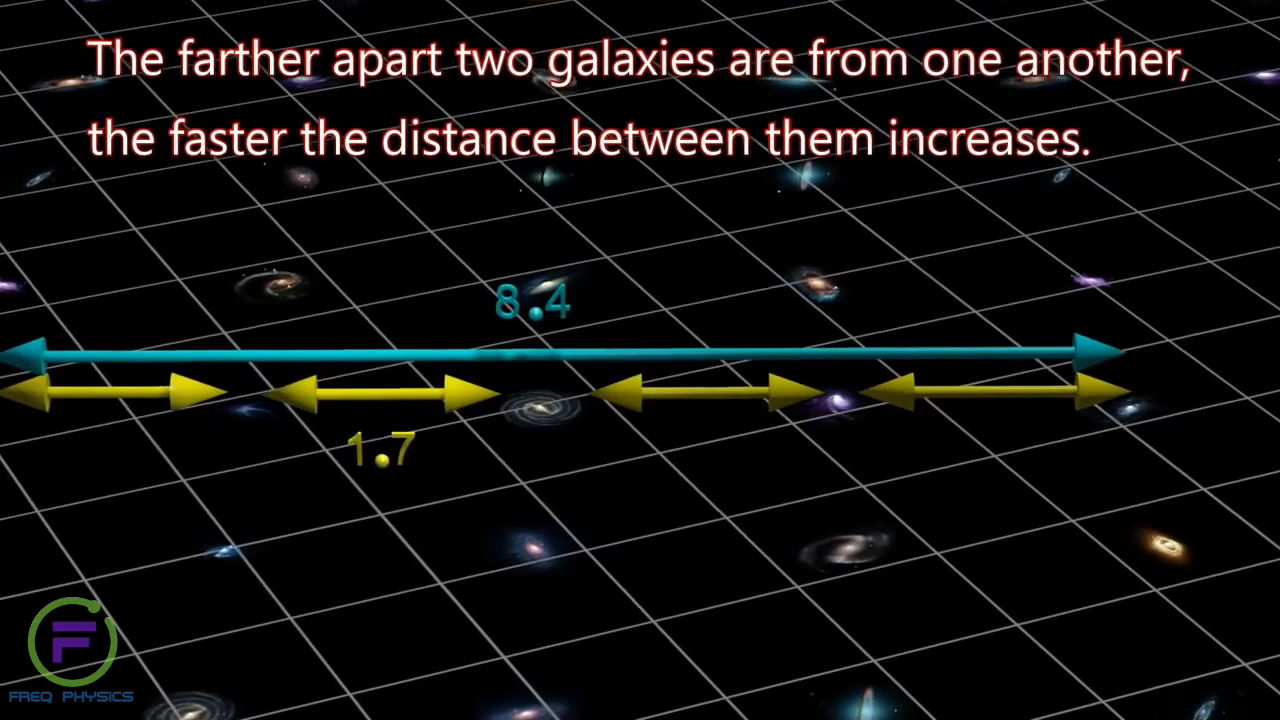 The farther apart two galaxies are from one another,
the faster the distance between them increases.
8.4
1.7
FREQ PHYSICS